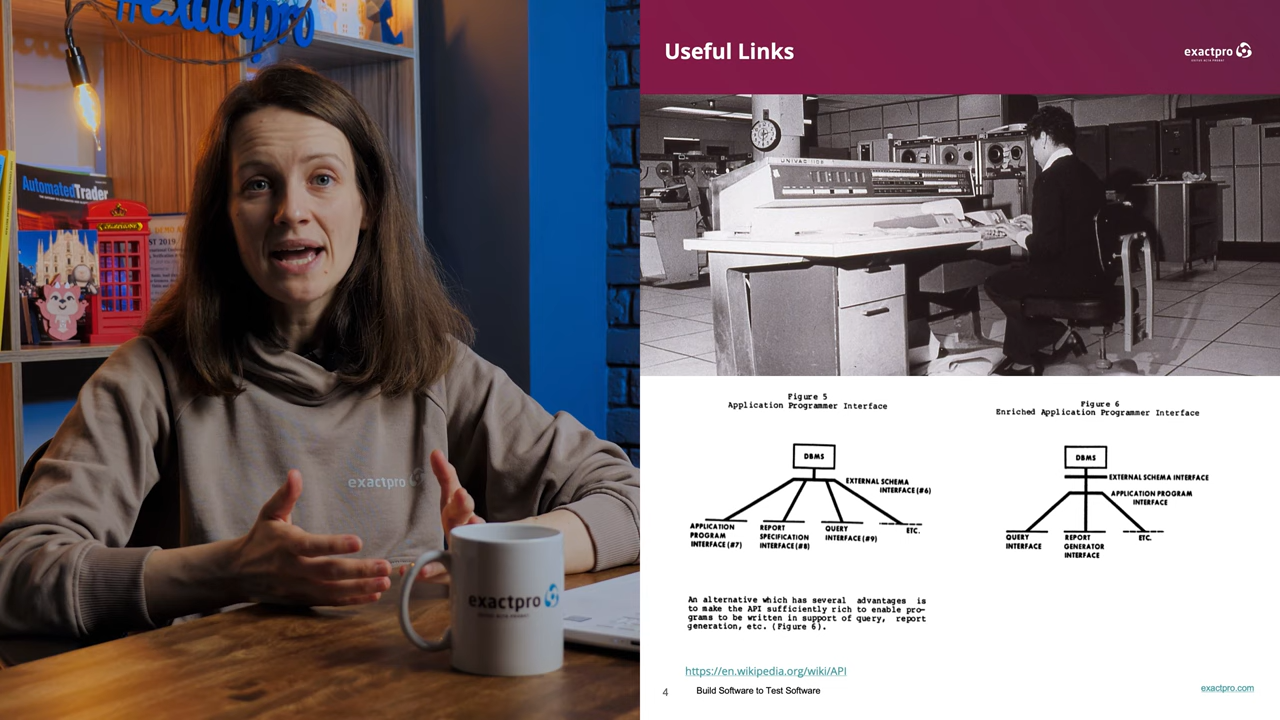 #exactpro
AutomatedTrader
exactpro
exactpro
Useful Links
exactpro
UNIVAC 1108
Figure 5
Application Programmer Interface
DBMS
EXTERNAL SCHEMA
INTERFACE (#6)
APPLICATION
PROGRAM
INTERFACE (#7)
REPORT
SPECIFICATION
INTERFACE (#8)
QUERY
INTERFACE (#9)
ETC.
Figure 6
Enriched Application Programmer Interface
DBMS
EXTERNAL SCHEMA INTERFACE
APPLICATION PROGRAM
INTERFACE
QUERY
INTERFACE
REPORT
GENERATOR
INTERFACE
ETC.
An alternative which has several advantages is
to make the API sufficiently rich to enable pro-
grams to be written in support of query, report
generation, etc. (Figure 6).
https://en.wikipedia.org/wiki/API
4
Build Software to Test Software
exactpro.com